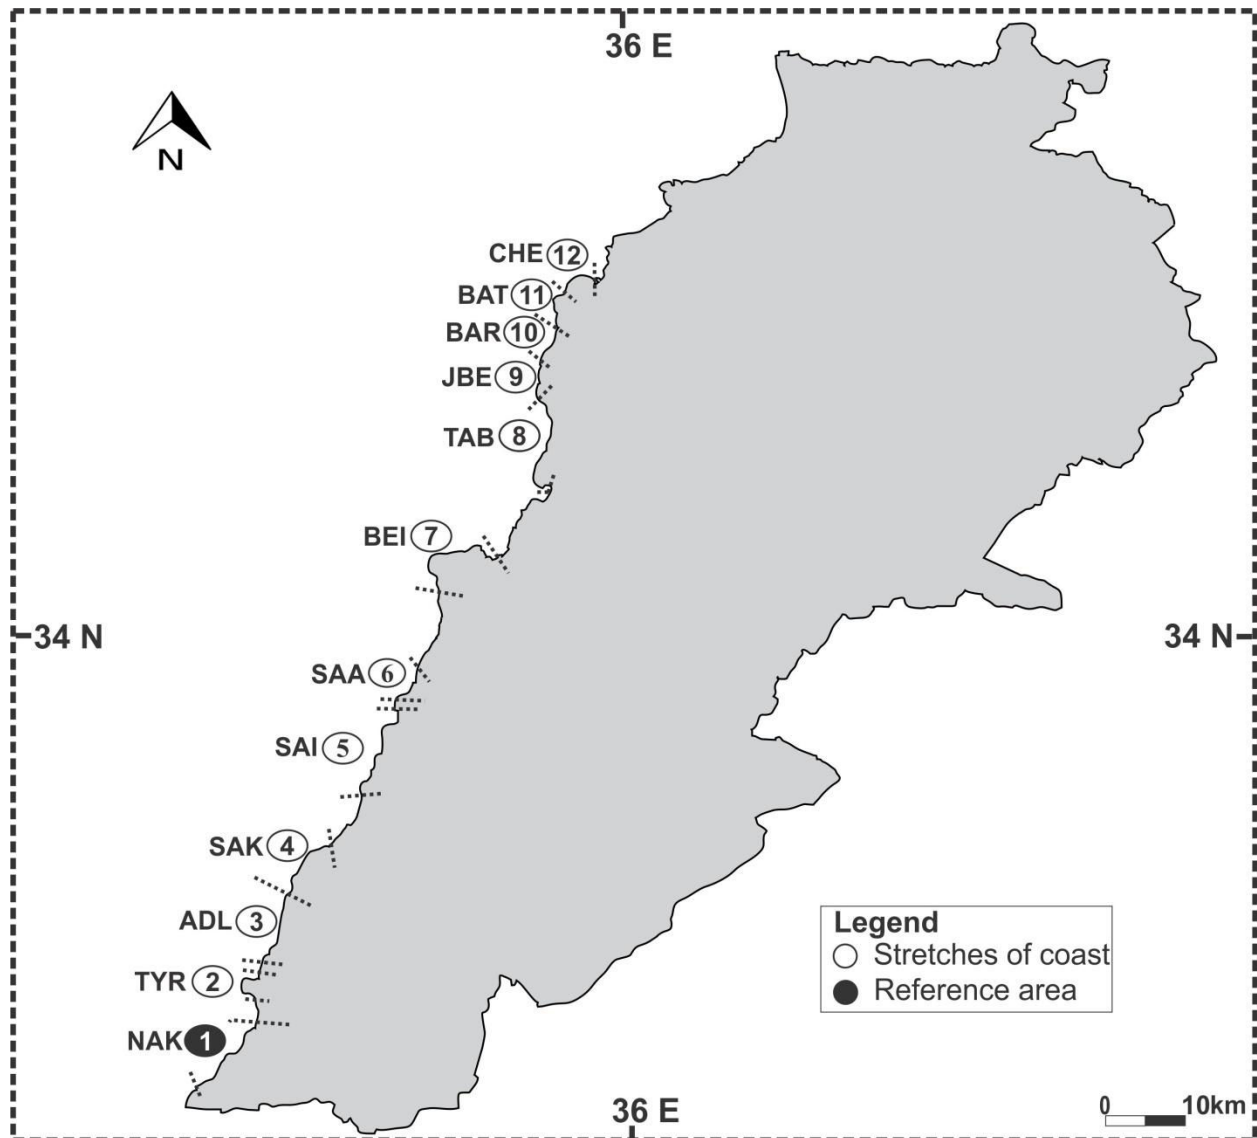 36 E
N
CHE 12
BAT 11
BAR 10
JBE 9
TAB 8
BEI 7
34 N
34 N
SAA 6
SAI 5
SAK 4
ADL 3
TYR 2
NAK 1
Legend
Stretches of coast
Reference area
36 E
0 10km